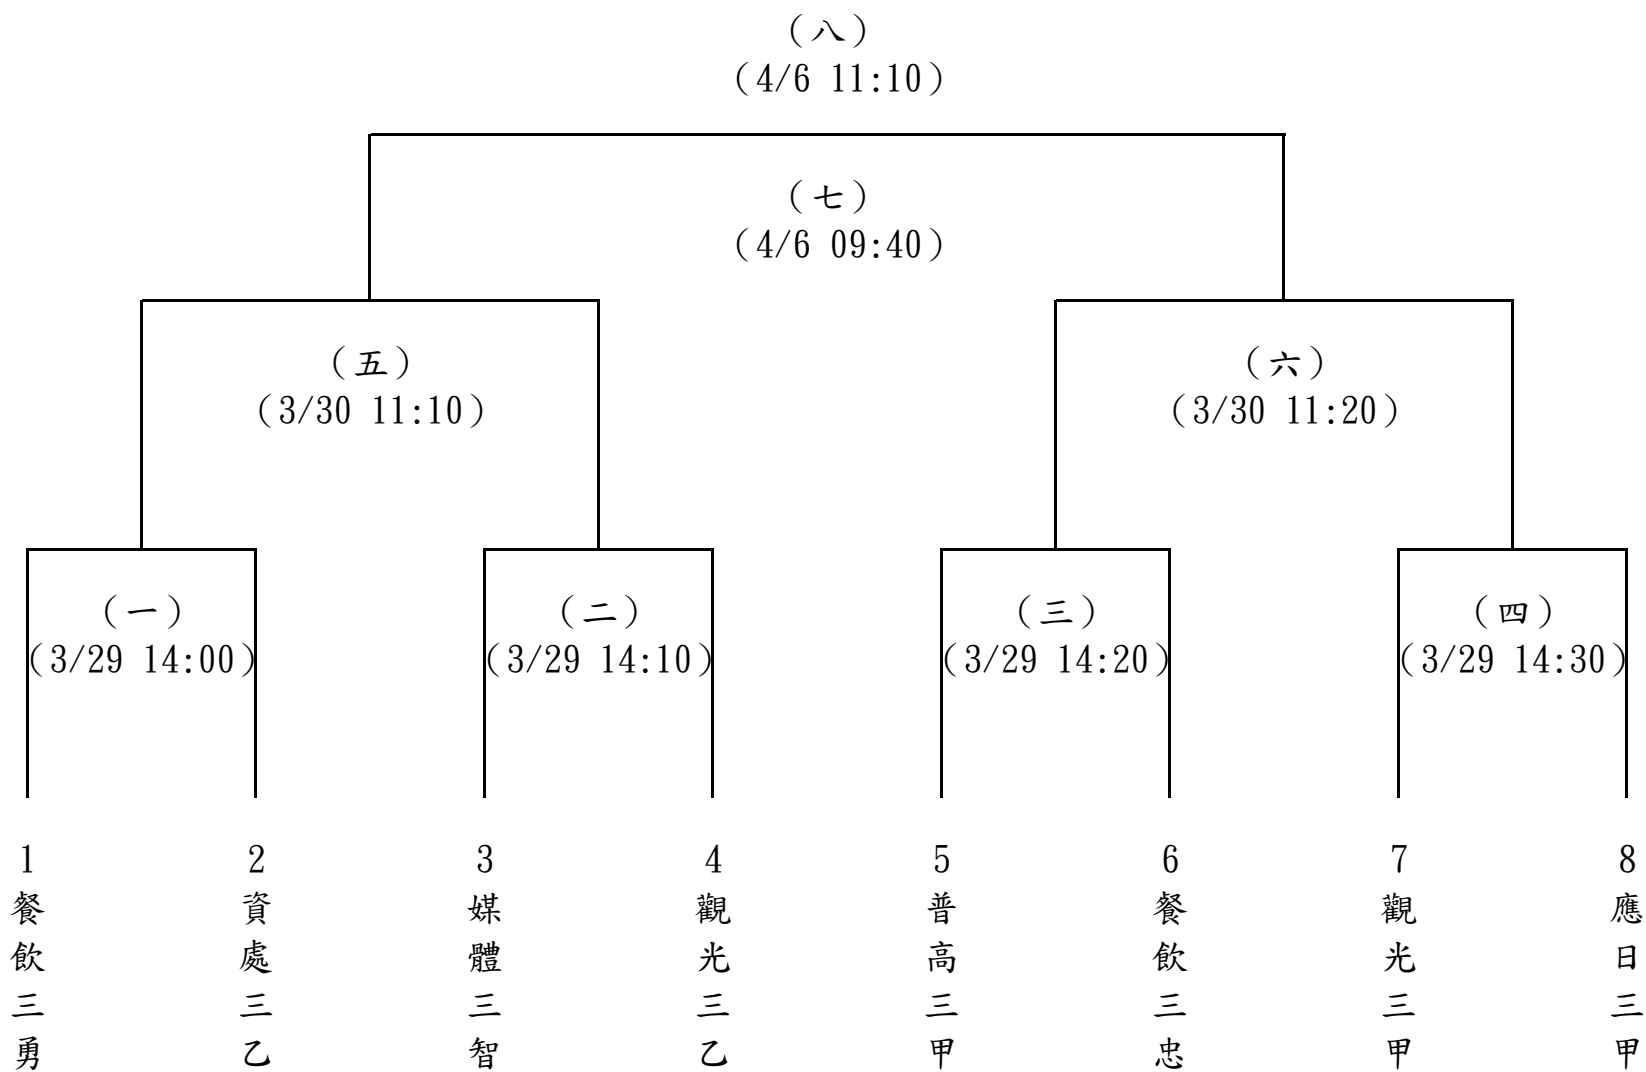 （八）
（4/6 11:10）
（七）
（4/6 09:40）
（五）
（3/30 11:10）
（六）
（3/30 11:20）
（一）
（3/29 14:00）
（二）
（3/29 14:10）
（三）
（3/29 14:20）
（四）
（3/29 14:30）
1
餐飲三勇
2
資處三乙
3
媒體三智
4
觀光三乙
5
普高三甲
6
餐飲三忠
7
觀光三甲
8
應日三甲